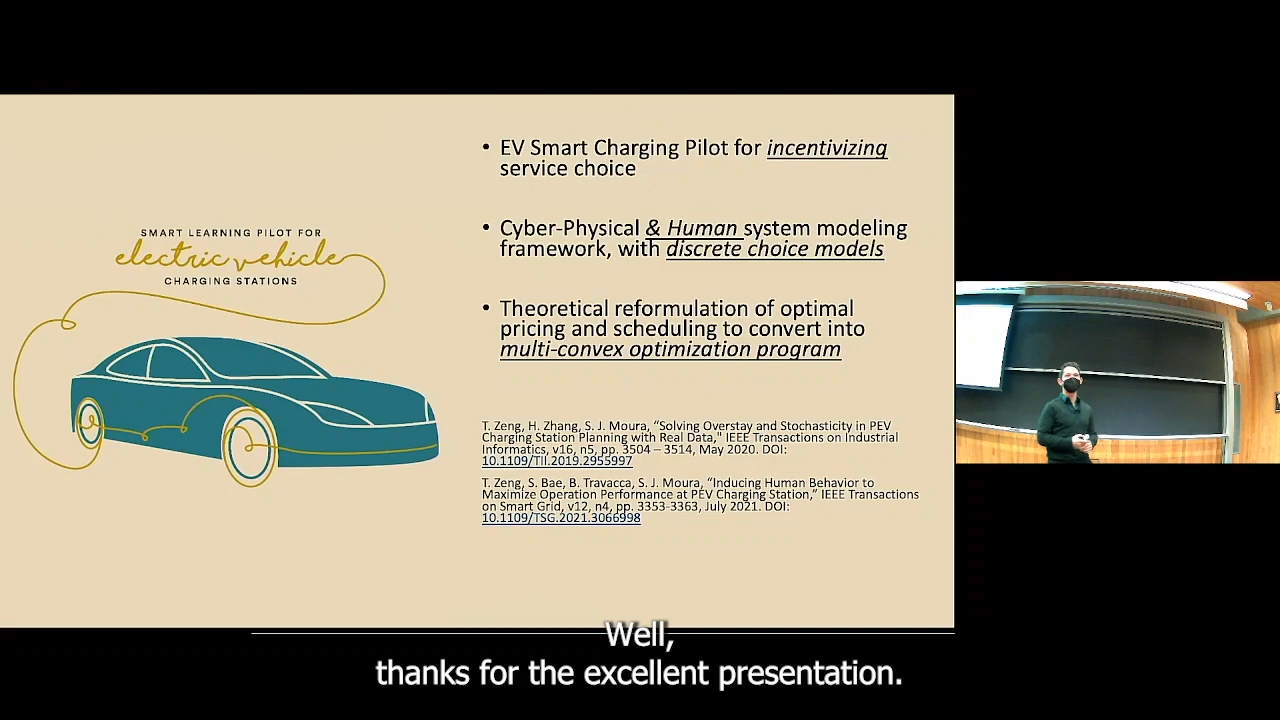 SMART LEARNING PILOT FOR
electric vehicle
CHARGING STATIONS
• EV Smart Charging Pilot for incentivizing
service choice
• Cyber-Physical & Human system modeling
framework, with discrete choice models
• Theoretical reformulation of optimal
pricing and scheduling to convert into
multi-convex optimization program
T. Zeng, H. Zhang, S. J. Moura, “Solving Overstay and Stochasticity in PEV
Charging Station Planning with Real Data," IEEE Transactions on Industrial
Informatics, v16, n5, pp. 3504 – 3514, May 2020. DOI:
10.1109/TII.2019.2955997
T. Zeng, S. Bae, B. Travacca, S. J. Moura, “Inducing Human Behavior to
Maximize Operation Performance at PEV Charging Station,” IEEE Transactions
on Smart Grid, v12, n4, pp. 3353-3363, July 2021. DOI:
10.1109/TSG.2021.3066998
Well,
thanks for the excellent presentation.